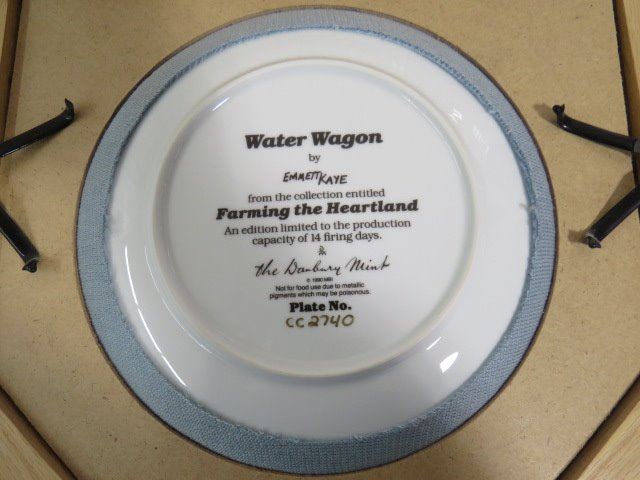 Water Wagon
by
EMMETT KAYE
from the collection entitled
Farming the Heartland
An edition limited to the production
capacity of 14 firing days.
The Danbury Mint
© 1990 MBI
Not for food use due to metallic
pigments which may be poisonous.
Plate No.
CC2740